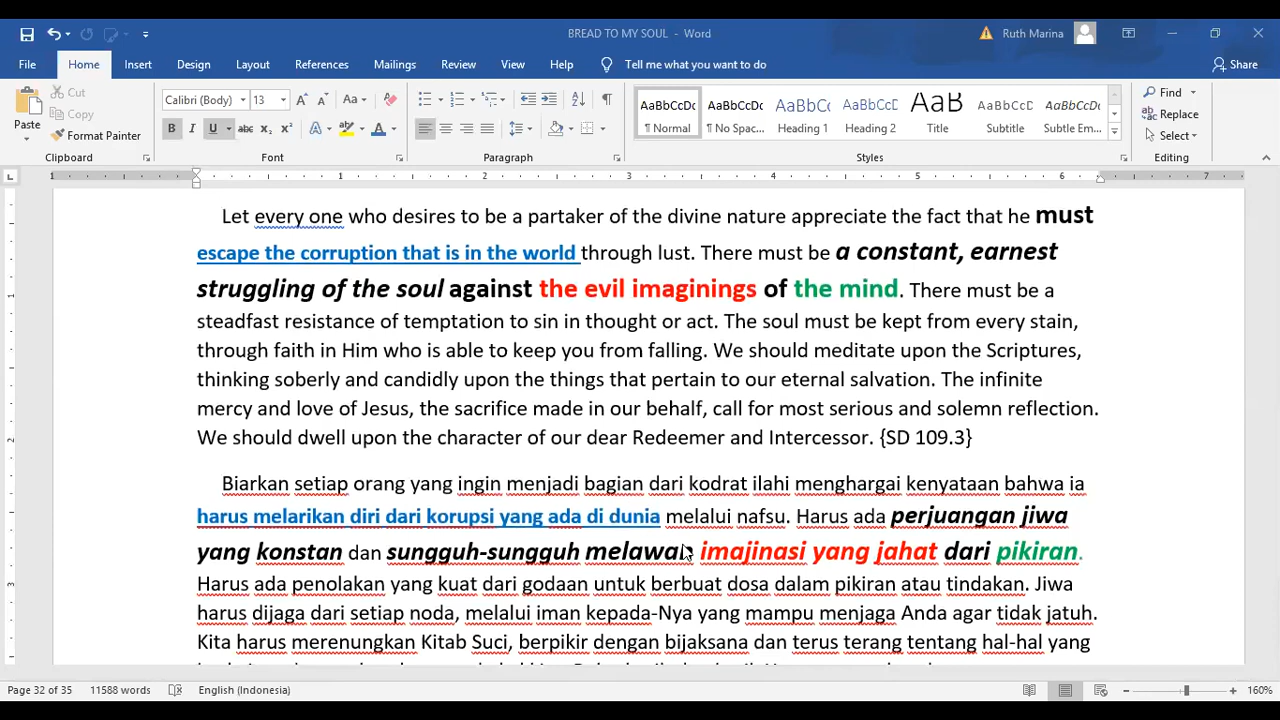 BREAD TO MY SOUL - Word
Ruth Marina
File Home Insert Design Layout References Mailings Review View Help Tell me what you want to do Share
Paste Cut Copy Format Painter
Calibri (Body) 13
AaBbCcDc AaBbCcDc AaBbCc AaBbCcC AaB AaBbCcC AaBbCcDc
¶ Normal ¶ No Spac... Heading 1 Heading 2 Title Subtitle Subtle Em...
Find Replace Select
Clipboard Font Paragraph Styles Editing
1 1 2 3 4 5 6 7
Let every one who desires to be a partaker of the divine nature appreciate the fact that he must
escape the corruption that is in the world through lust. There must be a constant, earnest
struggling of the soul against the evil imaginings of the mind. There must be a
steadfast resistance of temptation to sin in thought or act. The soul must be kept from every stain,
through faith in Him who is able to keep you from falling. We should meditate upon the Scriptures,
thinking soberly and candidly upon the things that pertain to our eternal salvation. The infinite
mercy and love of Jesus, the sacrifice made in our behalf, call for most serious and solemn reflection.
We should dwell upon the character of our dear Redeemer and Intercessor. {SD 109.3}
Biarkan setiap orang yang ingin menjadi bagian dari kodrat ilahi menghargai kenyataan bahwa ia
harus melarikan diri dari korupsi yang ada di dunia melalui nafsu. Harus ada perjuangan jiwa
yang konstan dan sungguh-sungguh melawan imajinasi yang jahat dari pikiran.
Harus ada penolakan yang kuat dari godaan untuk berbuat dosa dalam pikiran atau tindakan. Jiwa
harus dijaga dari setiap noda, melalui iman kepada-Nya yang mampu menjaga Anda agar tidak jatuh.
Kita harus merenungkan Kitab Suci, berpikir dengan bijaksana dan terus terang tentang hal-hal yang
Page 32 of 35 11588 words English (Indonesia) 160%